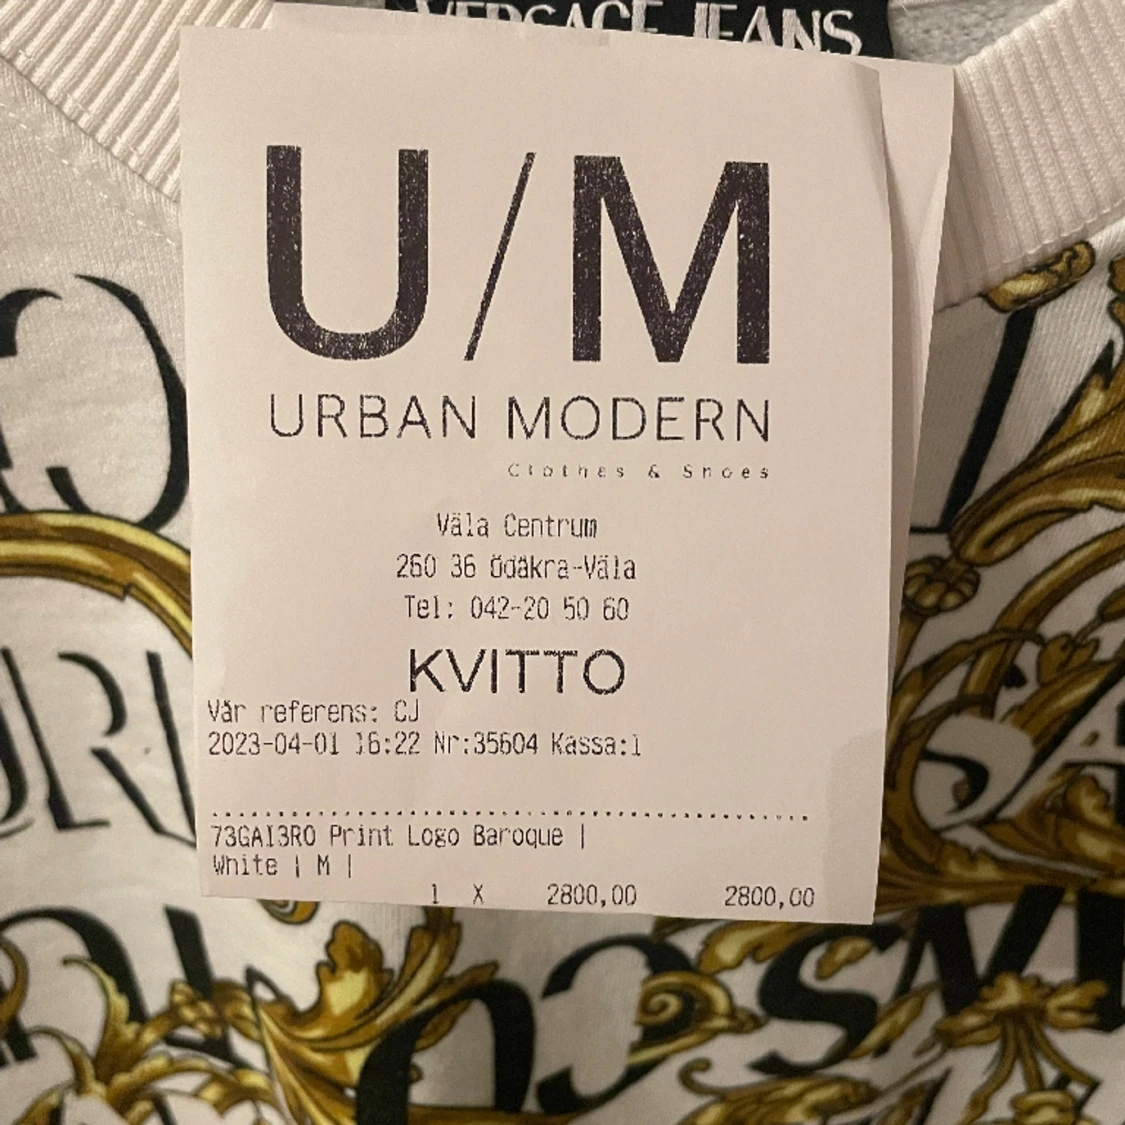 VERSACE JEANS
U/M
URBAN MODERN
Clothes & Shoes
Väla Centrum
260 36 Ödåkra-Väla
Tel: 042-20 50 60
KVITTO
Vår referens: CJ
2023-04-01 16:22 Nr:35604 Kassa:1
73GAI3R0 Print Logo Baroque |
White | M |
1 X 2800,00 2800,00